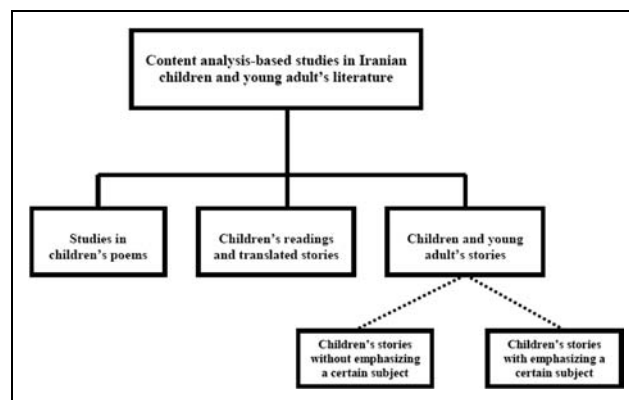 Content analysis-based studies in Iranian
children and young adult's literature
Studies in
children's poems
Children's readings
and translated stories
Children and young
adult's stories
Children's stories
without emphasizing
a certain subject
Children's stories
with emphasizing a
certain subject